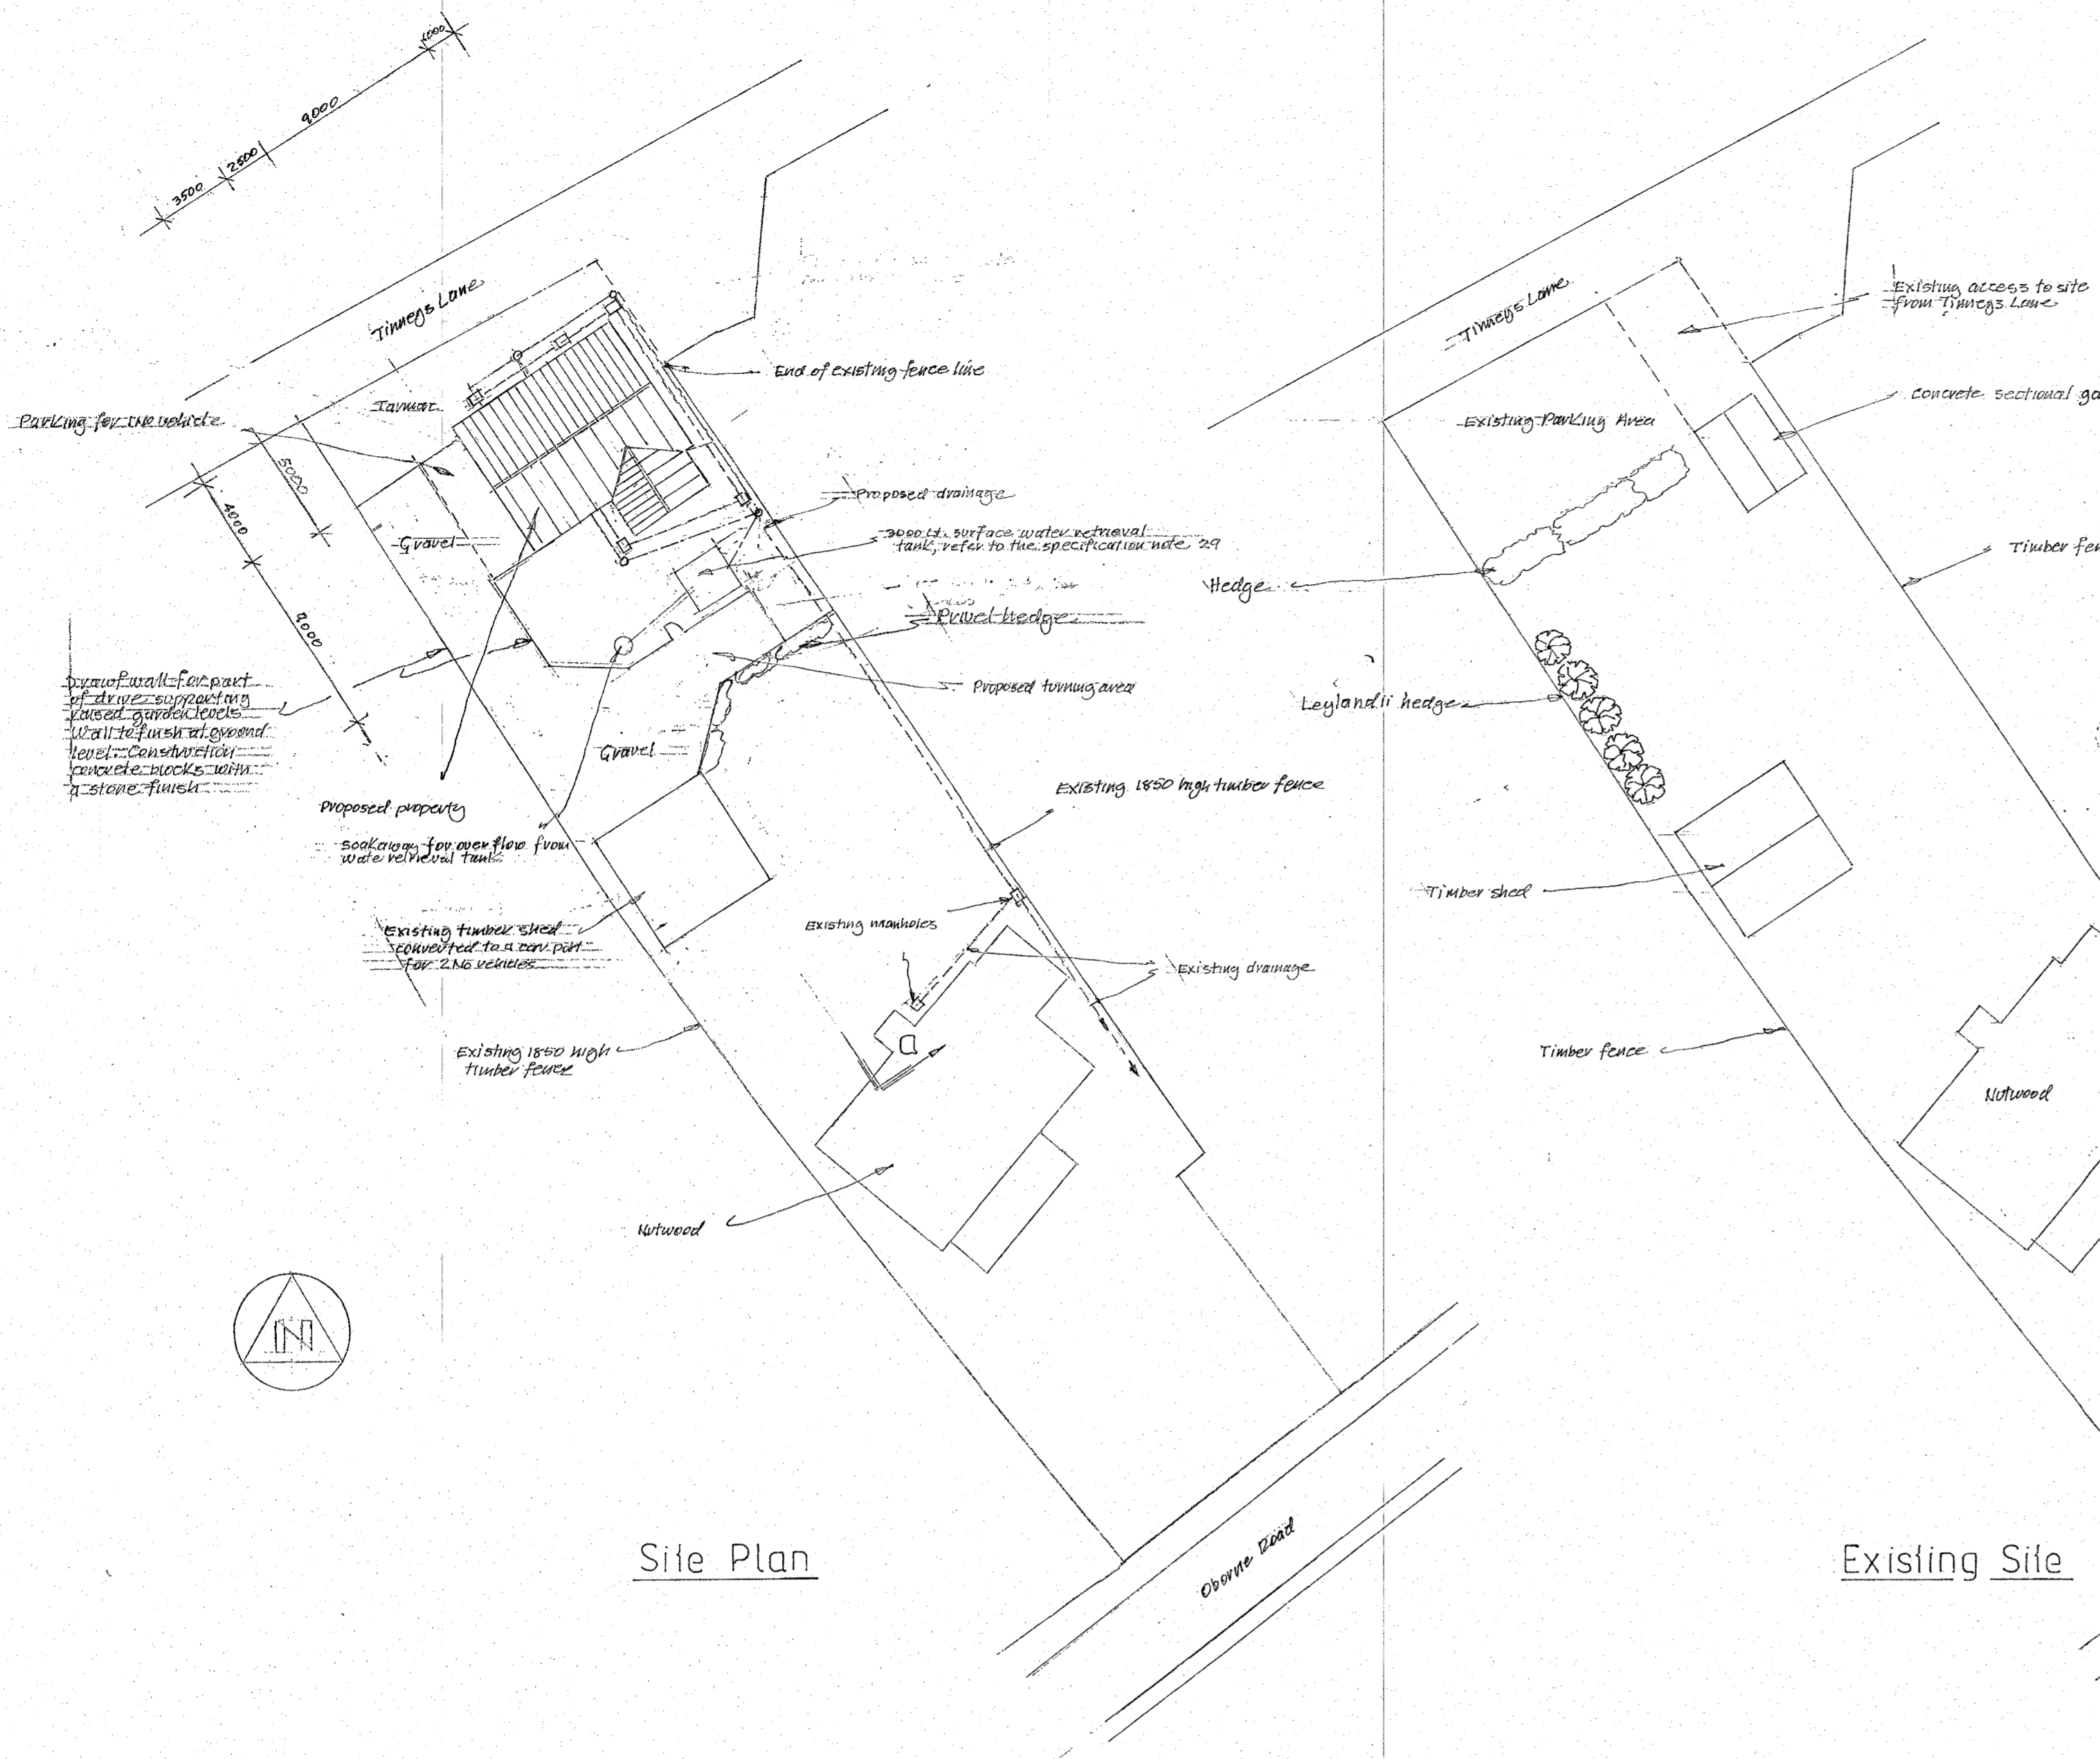 1000
9000
2500
3500
Tinneys Lane
Parking for two vehicle
Tarmac
5000
4000
9000
Gravel
End of existing fence line
Proposed drainage
3000 Lt. surface water retrieval
tank, refer to the specification note 29
Privet hedge
Proposed turning area
wall for part
of drive supporting
raised garden levels
Wall to finish at ground
level. Construction
concrete blocks with
a stone finish
Gravel
Proposed property
soakaway for over flow from
wate retrieval tank
Existing 1850 high timber fence
Existing timber shed
converted to a car port
for 2 No vehicles
Existing manholes
Existing drainage
Existing 1850 high
timber fence
Nutwood
N
Site Plan
Oborne Road
Tinneys Lane
Existing access to site
from Tinneys Lane
Existing Parking Area
Concrete sectional ga
Hedge
Timber fen
Leylandii hedge
Timber shed
Timber fence
Nutwood
Existing Site